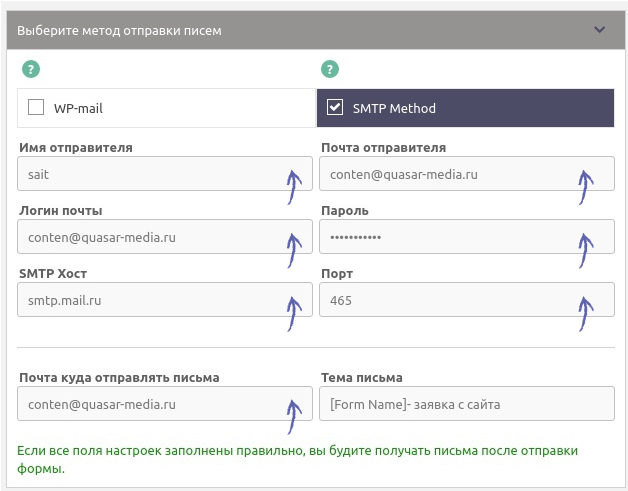 Выберите метод отправки писем
? ?
WP-mail SMTP Method
Имя отправителя Почта отправителя
sait conten@quasar-media.ru
Логин почты Пароль
conten@quasar-media.ru •••••••••••
SMTP Хост Порт
smtp.mail.ru 465
Почта куда отправлять письма Тема письма
conten@quasar-media.ru [Form Name]- заявка с сайта
Если все поля настроек заполнены правильно, вы будите получать письма после отправки
формы.